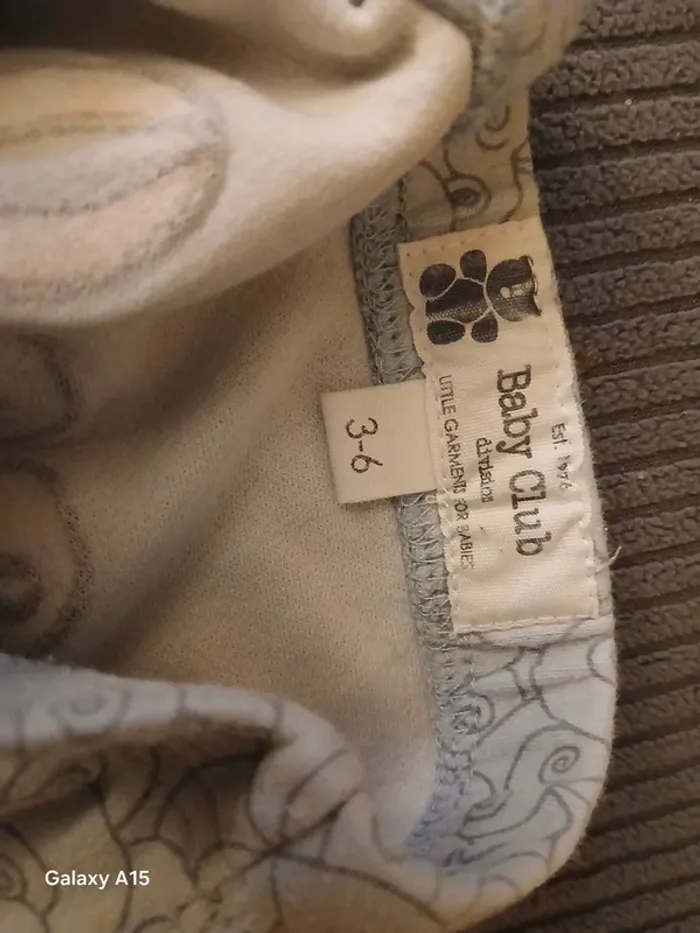 Est. 1976
Baby Club
division
LITTLE GARMENTS FOR BABIES
3-6
Galaxy A15